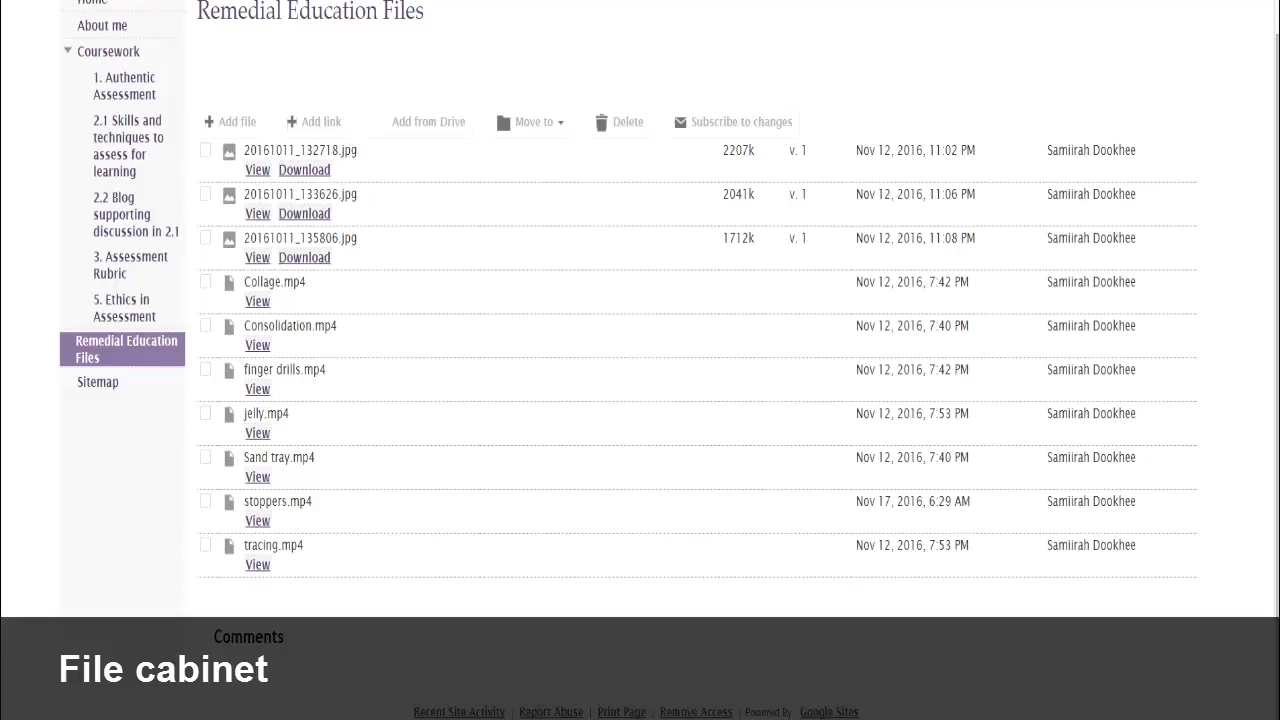 Home
Remedial Education Files
About me
Coursework
1. Authentic
Assessment
2.1 Skills and
techniques to
assess for
learning
2.2 Blog
supporting
discussion in 2.1
3. Assessment
Rubric
5. Ethics in
Assessment
Remedial Education
Files
Sitemap
Add file Add link Add from Drive Move to Delete Subscribe to changes
20161011_132718.jpg 2207k v. 1 Nov 12, 2016, 11:02 PM Samiirah Dookhee
View Download
20161011_133626.jpg 2041k v. 1 Nov 12, 2016, 11:06 PM Samiirah Dookhee
View Download
20161011_135806.jpg 1712k v. 1 Nov 12, 2016, 11:08 PM Samiirah Dookhee
View Download
Collage.mp4 Nov 12, 2016, 7:42 PM Samiirah Dookhee
View
Consolidation.mp4 Nov 12, 2016, 7:40 PM Samiirah Dookhee
View
finger drills.mp4 Nov 12, 2016, 7:42 PM Samiirah Dookhee
View
jelly.mp4 Nov 12, 2016, 7:53 PM Samiirah Dookhee
View
Sand tray.mp4 Nov 12, 2016, 7:40 PM Samiirah Dookhee
View
stoppers.mp4 Nov 17, 2016, 6:29 AM Samiirah Dookhee
View
tracing.mp4 Nov 12, 2016, 7:53 PM Samiirah Dookhee
View
Comments
File cabinet
Recent Site Activity | Report Abuse | Print Page | Remove Access | Powered By Google Sites